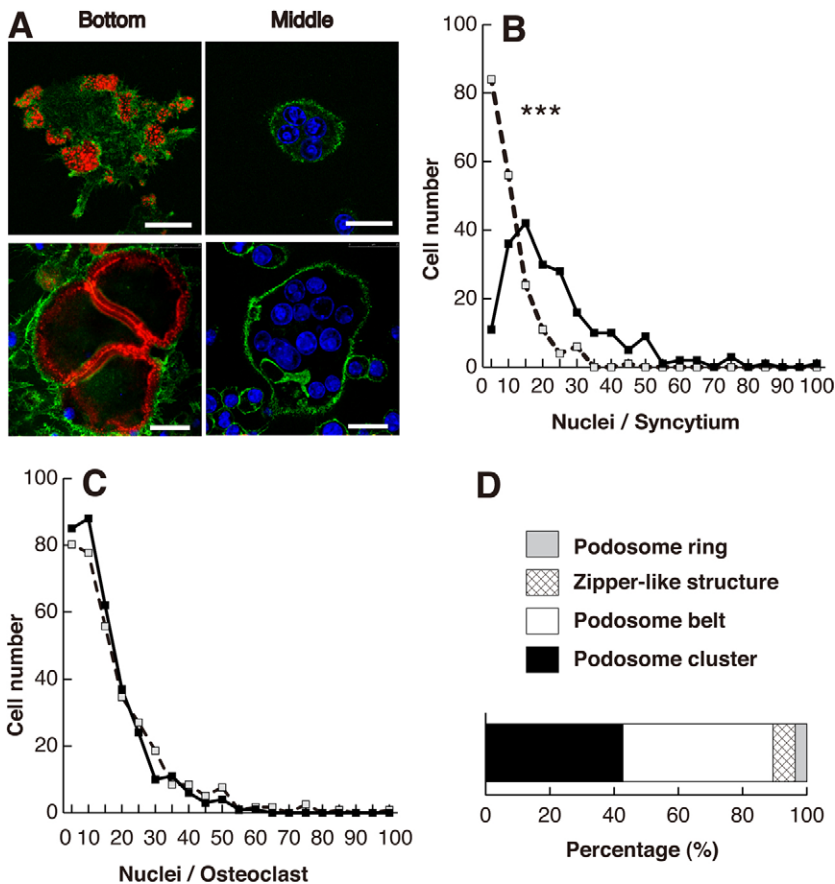 A
Bottom Middle
B
100
80
60
40
20
0
Cell number
***
0 10 20 30 40 50 60 70 80 90 100
Nuclei / Syncytium
C
100
80
60
40
20
0
Cell number
0 10 20 30 40 50 60 70 80 90 100
Nuclei / Osteoclast
D
Podosome ring
Zipper-like structure
Podosome belt
Podosome cluster
0 20 40 60 80 100
Percentage (%)